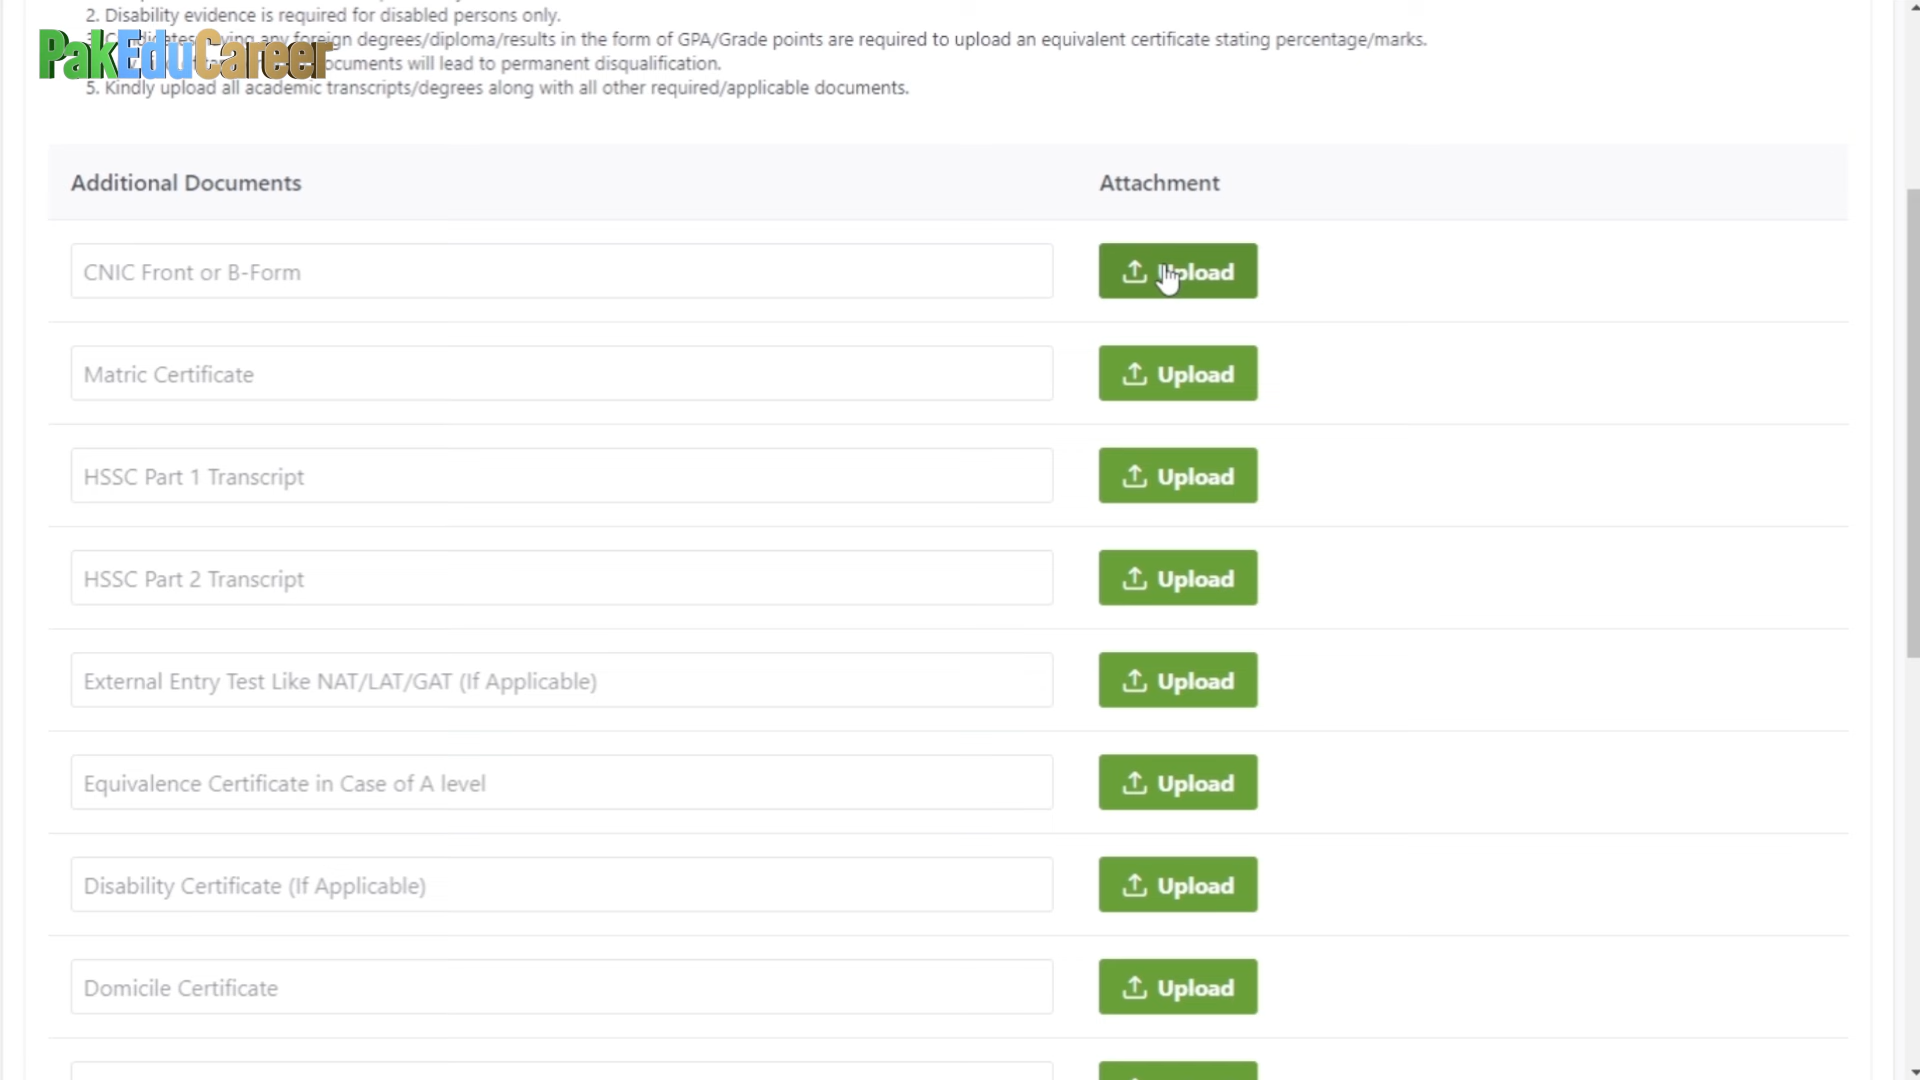 2. Disability evidence is required for disabled persons only.
foreign degrees/diploma/results in the form of GPA/Grade points are required to upload an equivalent certificate stating percentage/marks.
PakEduCareer
documents will lead to permanent disqualification.
5. Kindly upload all academic transcripts/degrees along with all other required/applicable documents.
Additional Documents Attachment
CNIC Front or B-Form Upload
Matric Certificate Upload
HSSC Part 1 Transcript Upload
HSSC Part 2 Transcript Upload
External Entry Test Like NAT/LAT/GAT (If Applicable) Upload
Equivalence Certificate in Case of A level Upload
Disability Certificate (If Applicable) Upload
Domicile Certificate Upload